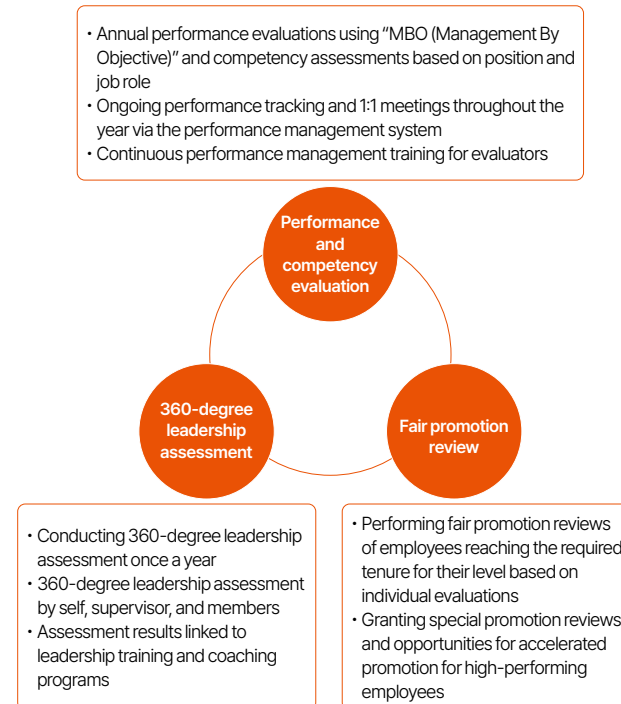 • Annual performance evaluations using “MBO (Management By
Objective)” and competency assessments based on position and
job role
• Ongoing performance tracking and 1:1 meetings throughout the
year via the performance management system
• Continuous performance management training for evaluators
Performance
and
competency
evaluation
360-degree
leadership
assessment
Fair promotion
review
• Conducting 360-degree leadership
assessment once a year
• 360-degree leadership assessment
by self, supervisor, and members
• Assessment results linked to
leadership training and coaching
programs
• Performing fair promotion reviews
of employees reaching the required
tenure for their level based on
individual evaluations
• Granting special promotion reviews
and opportunities for accelerated
promotion for high-performing
employees